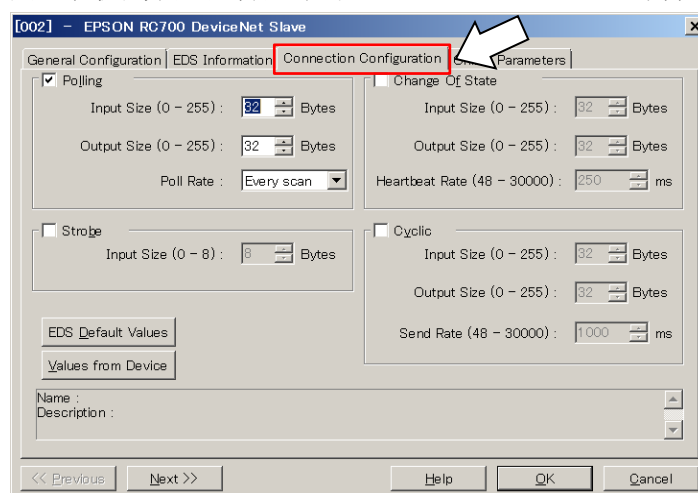 [002] - EPSON RC700 DeviceNet Slave
General Configuration EDS Information Connection Configuration Parameters
Polling
Input Size (0 - 255) : 32 Bytes
Output Size (0 - 255) : 32 Bytes
Poll Rate : Every scan
Change Of State
Input Size (0 - 255) : 32 Bytes
Output Size (0 - 255) : 32 Bytes
Heartbeat Rate (48 - 30000) : 250 ms
Strobe
Input Size (0 - 8) : 8 Bytes
Cyclic
Input Size (0 - 255) : 32 Bytes
Output Size (0 - 255) : 32 Bytes
Send Rate (48 - 30000) : 1000 ms
EDS Default Values
Values from Device
Name :
Description :
<< Previous Next >> Help OK Cancel